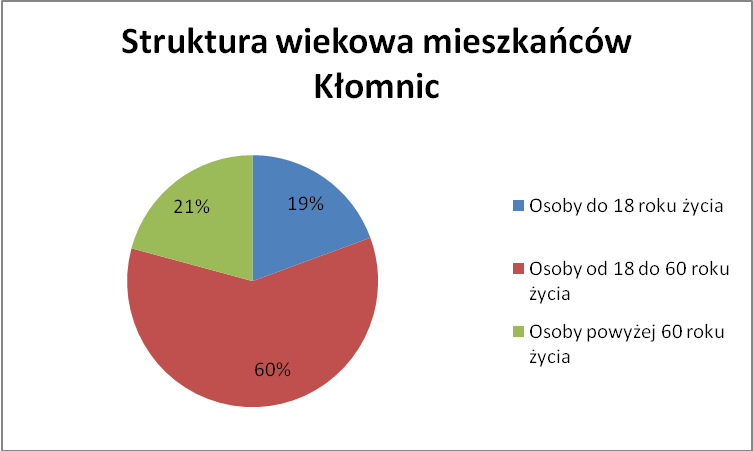 Struktura wiekowa mieszkańców
Kłomnic
21%
19%
60%
Osoby do 18 roku życia
Osoby od 18 do 60 roku
życia
Osoby powyżej 60 roku
życia